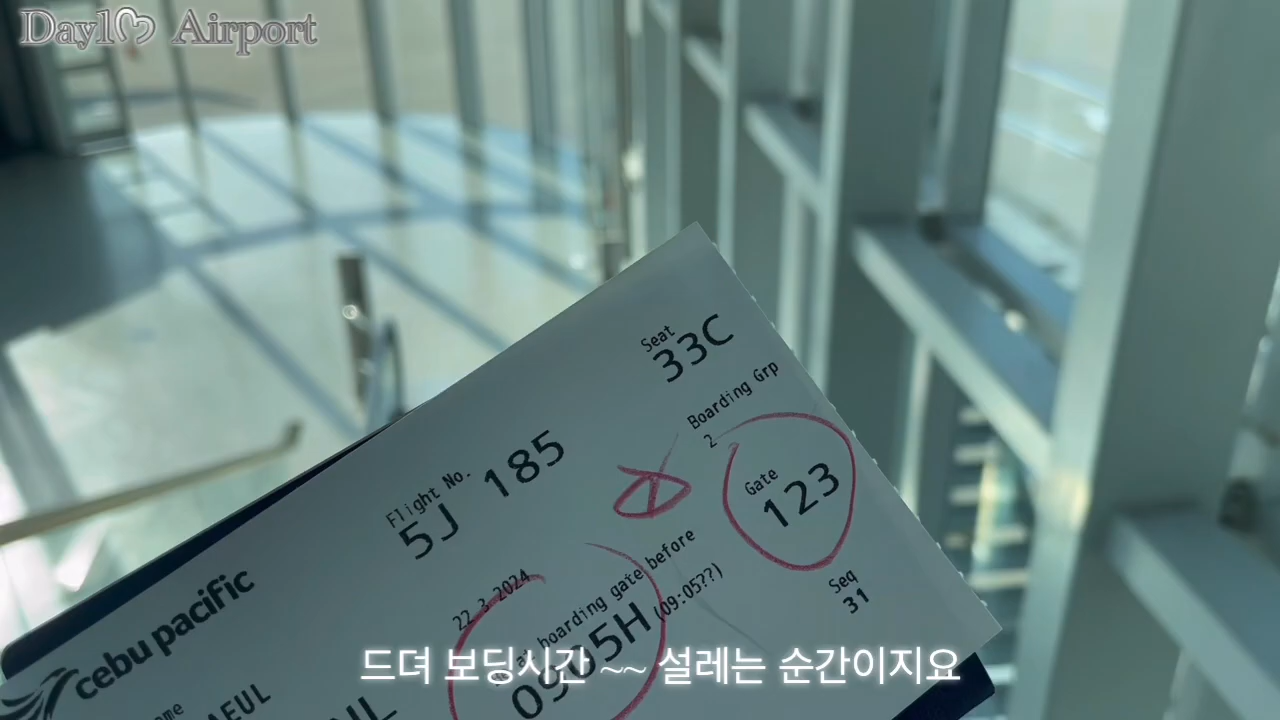 Day1♡ Airport
Seat
33C
Boarding Grp
2
Flight No.
5J 185
Gate
123
22.3.2024
boarding gate before
0905H (09:05??)
Seq
31
cebu pacific
드뎌 보딩시간 ~~ 설레는 순간이지요